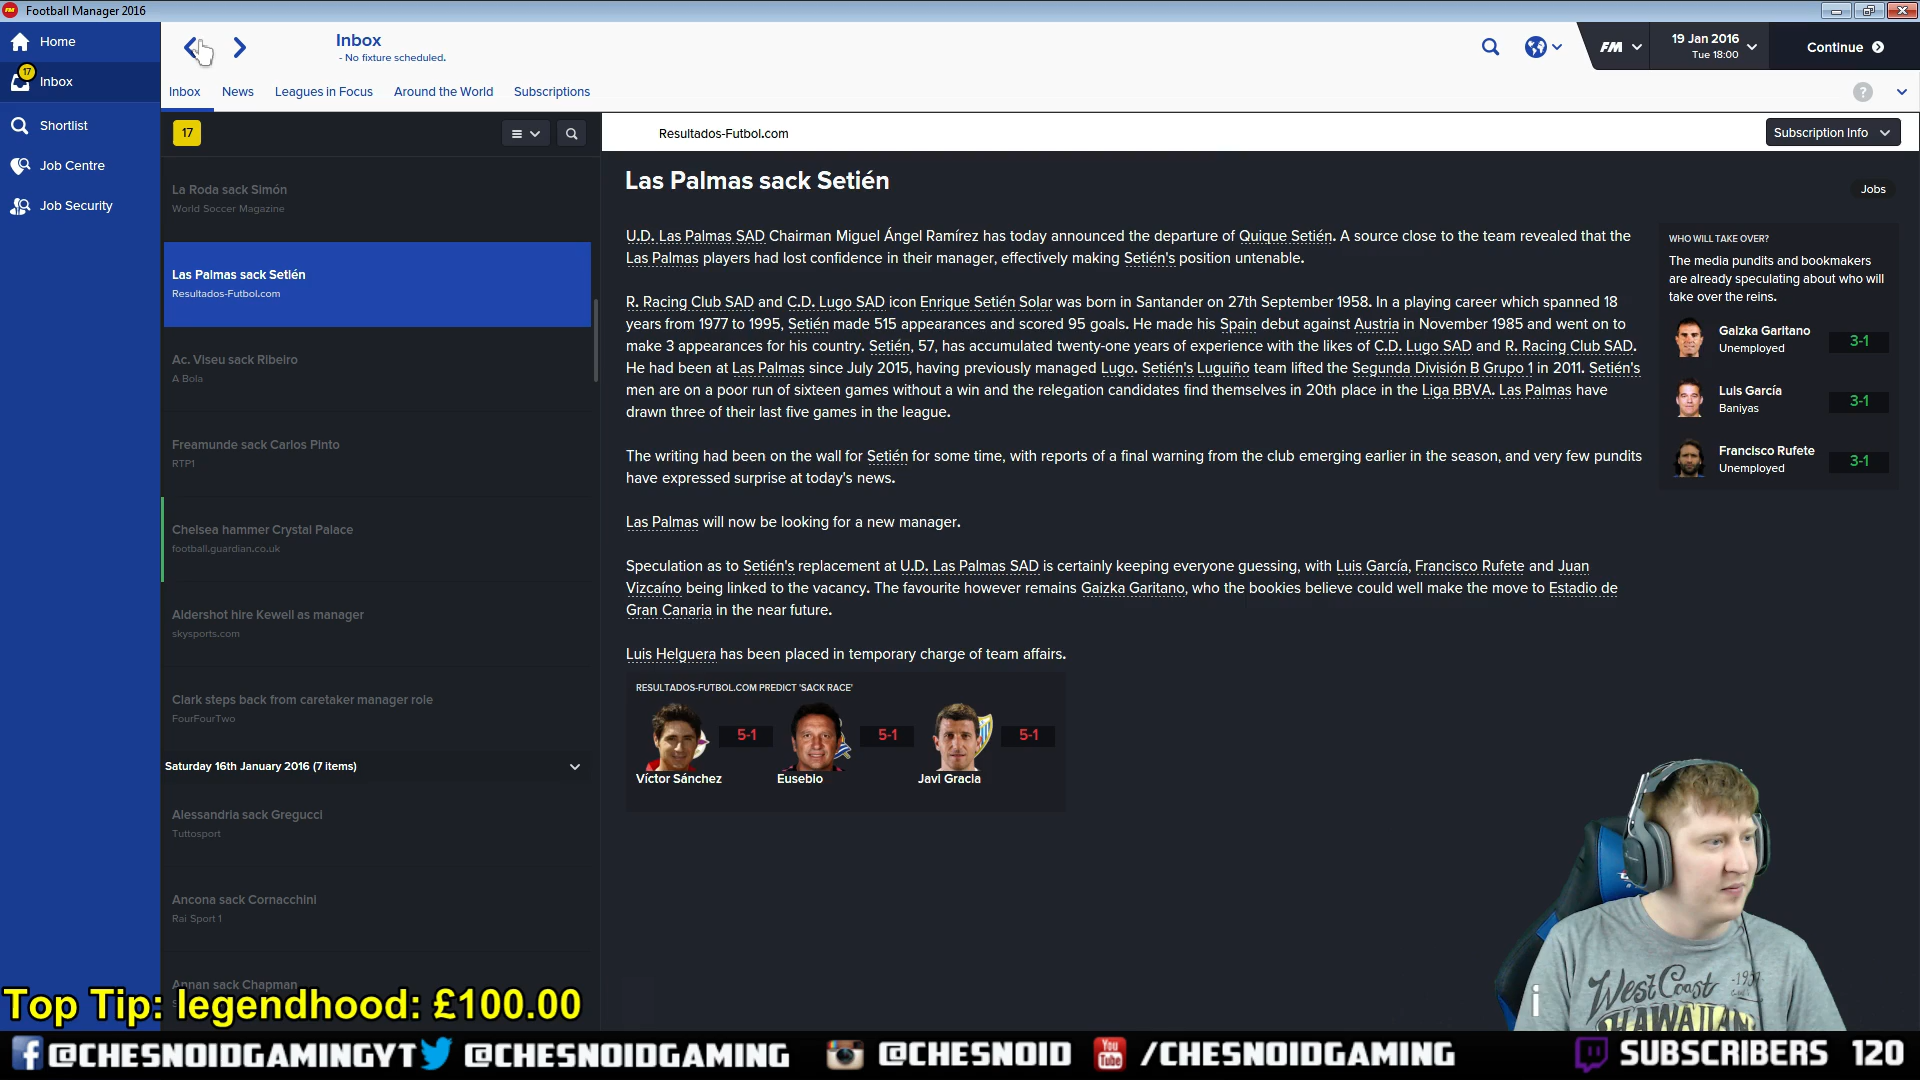 Football Manager 2016
Home
17
Inbox
Shortlist
Job Centre
Job Security
Inbox
- No fixture scheduled.
FM
19 Jan 2016
Tue 18:00
Continue
Inbox
News
Leagues in Focus
Around the World
Subscriptions
?
17
La Roda sack Simón
World Soccer Magazine
Las Palmas sack Setién
Resultados-Futbol.com
Ac. Viseu sack Ribeiro
A Bola
Freamunde sack Carlos Pinto
RTP1
Chelsea hammer Crystal Palace
football.guardian.co.uk
Aldershot hire Kewell as manager
skysports.com
Clark steps back from caretaker manager role
FourFourTwo
Saturday 16th January 2016 (7 items)
Alessandria sack Gregucci
Tuttosport
Ancona sack Cornacchini
Rai Sport 1
Annan sack Chapman
Resultados-Futbol.com
Subscription Info
Las Palmas sack Setién
Jobs
U.D. Las Palmas SAD Chairman Miguel Ángel Ramírez has today announced the departure of Quique Setién. A source close to the team revealed that the
Las Palmas players had lost confidence in their manager, effectively making Setién's position untenable.
R. Racing Club SAD and C.D. Lugo SAD icon Enrique Setién Solar was born in Santander on 27th September 1958. In a playing career which spanned 18
years from 1977 to 1995, Setién made 515 appearances and scored 95 goals. He made his Spain debut against Austria in November 1985 and went on to
make 3 appearances for his country. Setién, 57, has accumulated twenty-one years of experience with the likes of C.D. Lugo SAD and R. Racing Club SAD.
He had been at Las Palmas since July 2015, having previously managed Lugo. Setién's Luguiño team lifted the Segunda División B Grupo 1 in 2011. Setién's
men are on a poor run of sixteen games without a win and the relegation candidates find themselves in 20th place in the Liga BBVA. Las Palmas have
drawn three of their last five games in the league.
The writing had been on the wall for Setién for some time, with reports of a final warning from the club emerging earlier in the season, and very few pundits
have expressed surprise at today's news.
Las Palmas will now be looking for a new manager.
Speculation as to Setién's replacement at U.D. Las Palmas SAD is certainly keeping everyone guessing, with Luis García, Francisco Rufete and Juan
Vizcaíno being linked to the vacancy. The favourite however remains Gaizka Garitano, who the bookies believe could well make the move to Estadio de
Gran Canaria in the near future.
Luis Helguera has been placed in temporary charge of team affairs.
RESULTADOS-FUTBOL.COM PREDICT 'SACK RACE'
5-1
5-1
5-1
Víctor Sánchez
Eusebio
Javi Gracia
WHO WILL TAKE OVER?
The media pundits and bookmakers
are already speculating about who will
take over the reins.
Gaizka Garitano
Unemployed
3-1
Luis García
Baniyas
3-1
Francisco Rufete
Unemployed
3-1
West Coast
HAWAIIAN
i
Top Tip: legendhood: £100.00
@CHESNOIDGAMINGYT
@CHESNOIDGAMING
@CHESNOID
You Tube
/CHESNOIDGAMING
SUBSCRIBERS 120